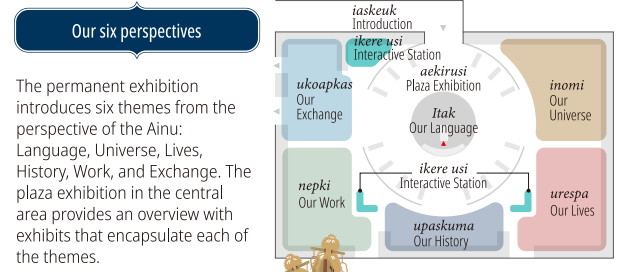 Our six perspectives
The permanent exhibition
introduces six themes from the
perspective of the Ainu:
Language, Universe, Lives,
History, Work, and Exchange. The
plaza exhibition in the central
area provides an overview with
exhibits that encapsulate each of
the themes.
iaskeuk
Introduction
ikere usi
Interactive Station
aekirusi
Plaza Exhibition
ukoapkas
Our
Exchange
inomi
Our
Universe
Itak
Our Language
ikere usi
Interactive Station
nepki
Our Work
urespa
Our Lives
upaskuma
Our History